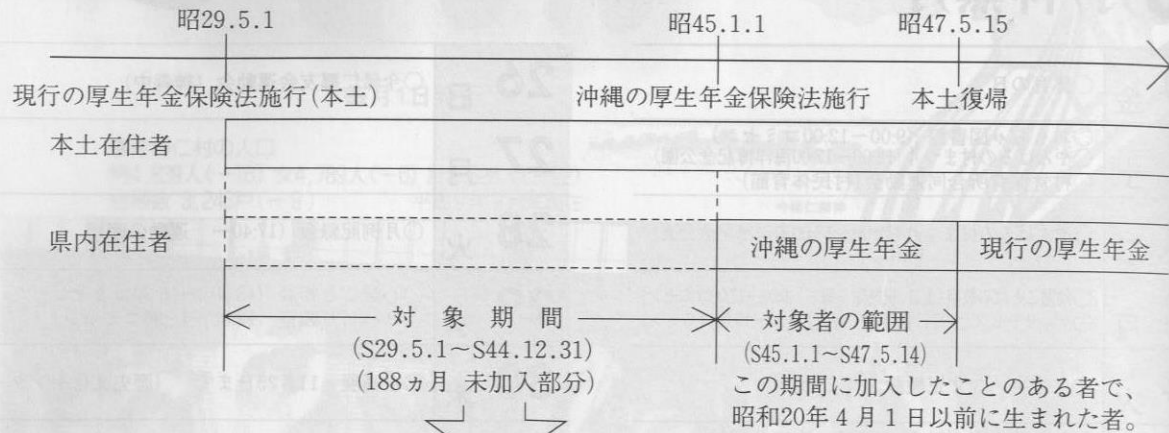 昭29.5.1 昭45.1.1 昭47.5.15
現行の厚生年金保険法施行(本土) 沖縄の厚生年金保険法施行 本土復帰
本土在住者
県内在住者 沖縄の厚生年金 現行の厚生年金
対象期間 対象者の範囲
(S29.5.1~S44.12.31) (S45.1.1~S47.5.14)
(188ヵ月 未加入部分) この期間に加入したことのある者で、
昭和20年4月1日以前に生まれた者。